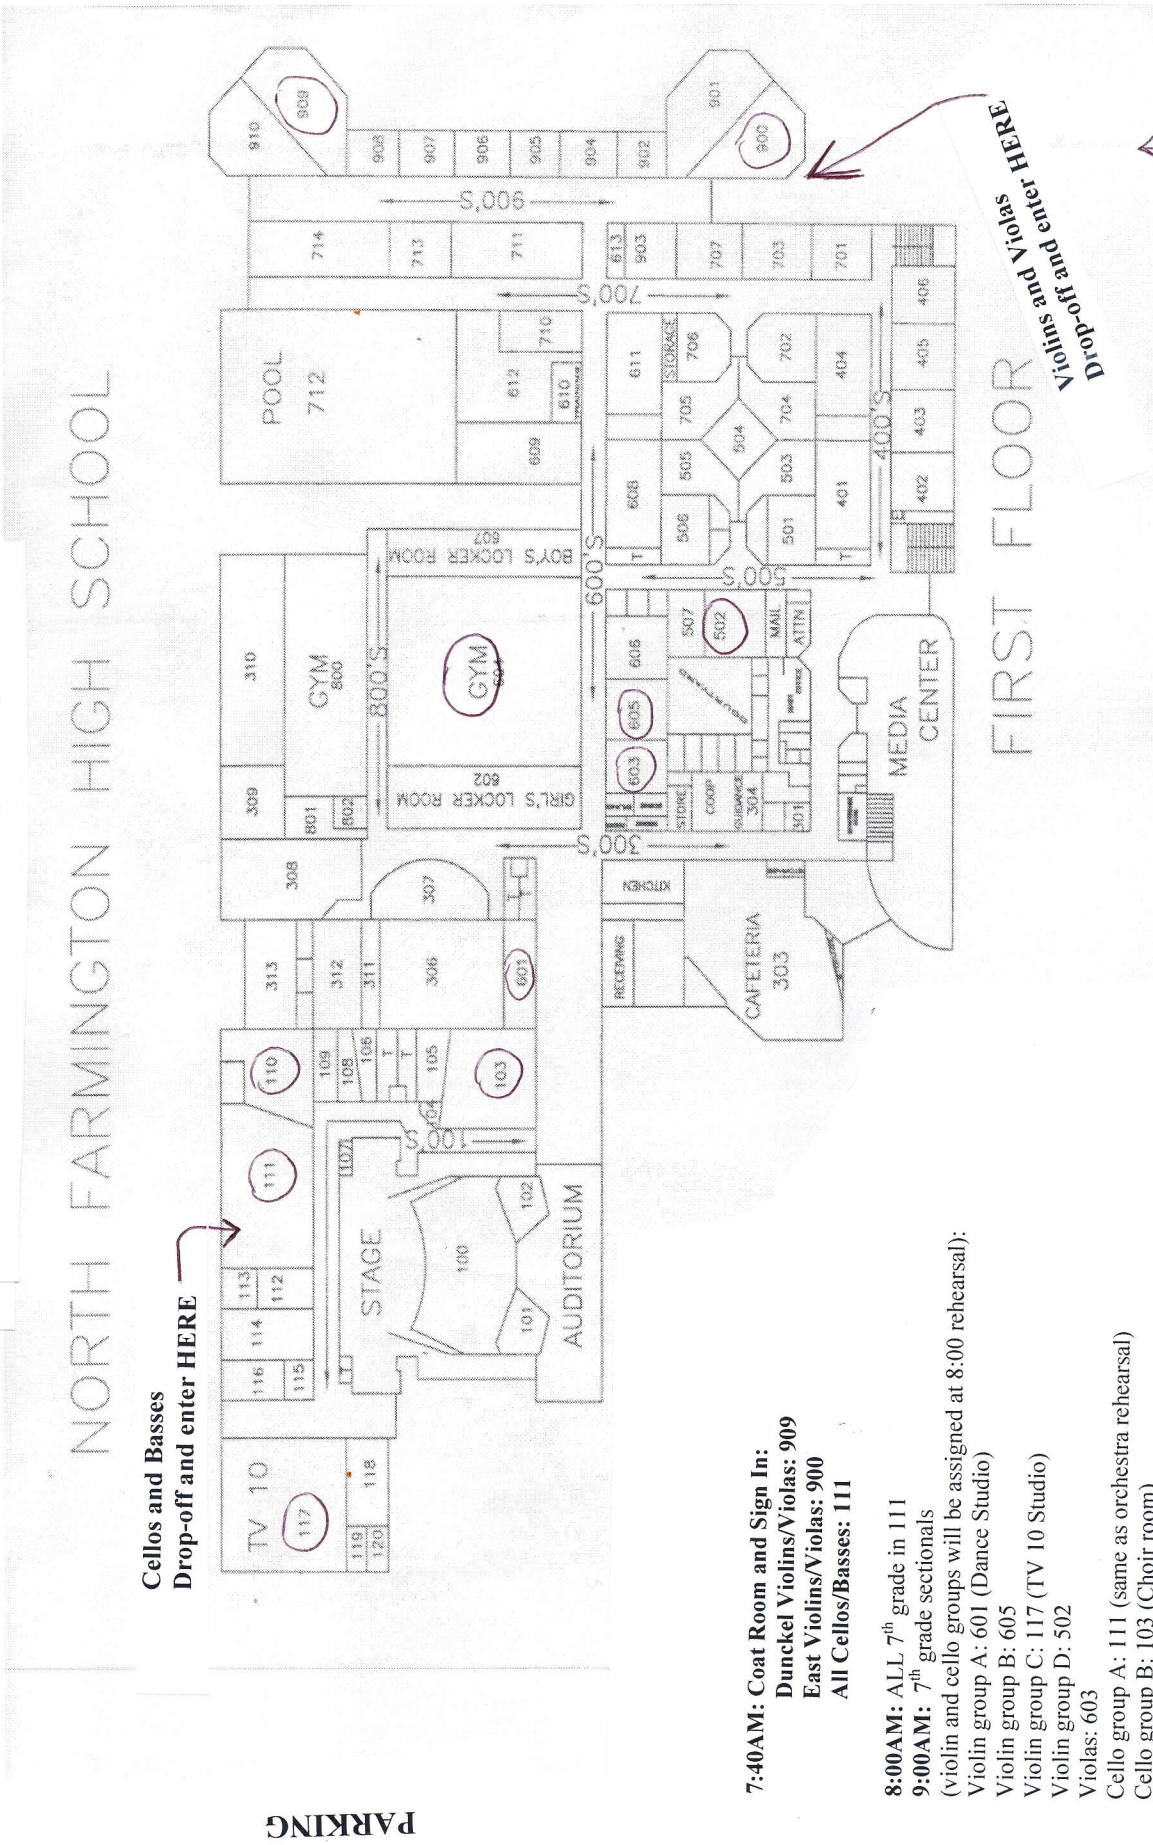 NORTH FARMINGTON HIGH SCHOOL
Cellos and Basses
Drop-off and enter HERE
PARKING
TV 10
117
118
119
120
116
115
114
113
112
111
110
109
108
106
T
T
105
104
103
100'S
107
STAGE
T
100
101
102
AUDITORIUM
313
312
311
306
601
308
307
T
T
309
310
801
802
GYM
800
800'S
GIRL'S LOCKER ROOM
602
GYM
BOY'S LOCKER ROOM
607
300'S
600'S
KITCHEN
RECEIVING
CAFETERIA
303
603
605
606
STORE
COOP
GUIDANCE
304
301
COURTYARD
507
502
MAIL
ATTN
MEDIA
CENTER
500'S
POOL
712
609
612
610
TRAINING
710
T
608
611
506
505
705
STORAGE
706
504
501
503
704
702
T
401
404
400'S
402
403
405
406
700'S
714
713
711
613
903
707
703
701
900'S
910
909
908
907
906
905
904
902
901
900
FIRST FLOOR
Violins and Violas
Drop-off and enter HERE
7:40AM: Coat Room and Sign In:
Dunckel Violins/Violas: 909
East Violins/Violas: 900
All Cellos/Basses: 111
8:00AM: ALL 7th grade in 111
9:00AM: 7th grade sectionals
(violin and cello groups will be assigned at 8:00 rehearsal):
Violin group A: 601 (Dance Studio)
Violin group B: 605
Violin group C: 117 (TV 10 Studio)
Violin group D: 502
Violas: 603
Cello group A: 111 (same as orchestra rehearsal)
Cello group B: 103 (Choir room)